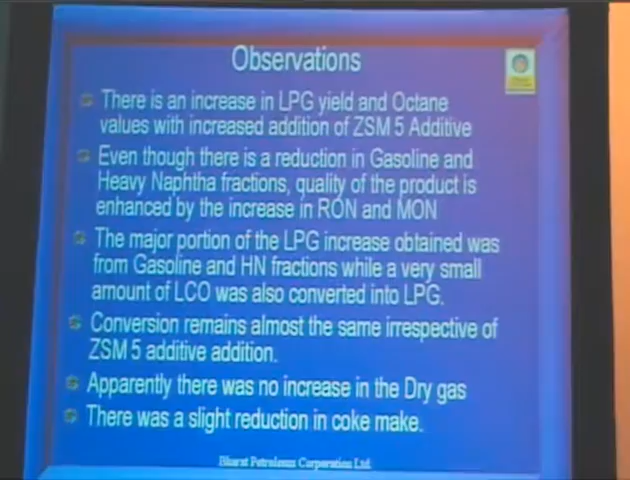 Observations
There is an increase in LPG yield and Octane
values with increased addition of ZSM 5 Additive
Even though there is a reduction in Gasoline and
Heavy Naphtha fractions, quality of the product is
enhanced by the increase in RON and MON
The major portion of the LPG increase obtained was
from Gasoline and HN fractions while a very small
amount of LCO was also converted into LPG.
Conversion remains almost the same irrespective of
ZSM 5 additive addition.
Apparently there was no increase in the Dry gas
There was a slight reduction in coke make.
Bharat Petroleum Corporation Ltd.